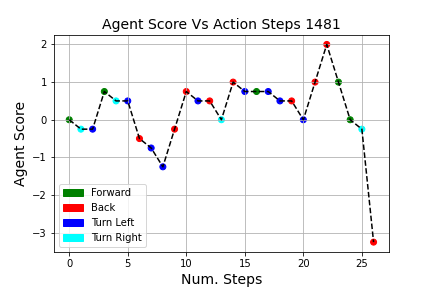 Agent Score Vs Action Steps 1481
Agent Score
2
1
0
−1
−2
−3
Forward
Back
Turn Left
Turn Right
0 5 10 15 20 25
Num. Steps